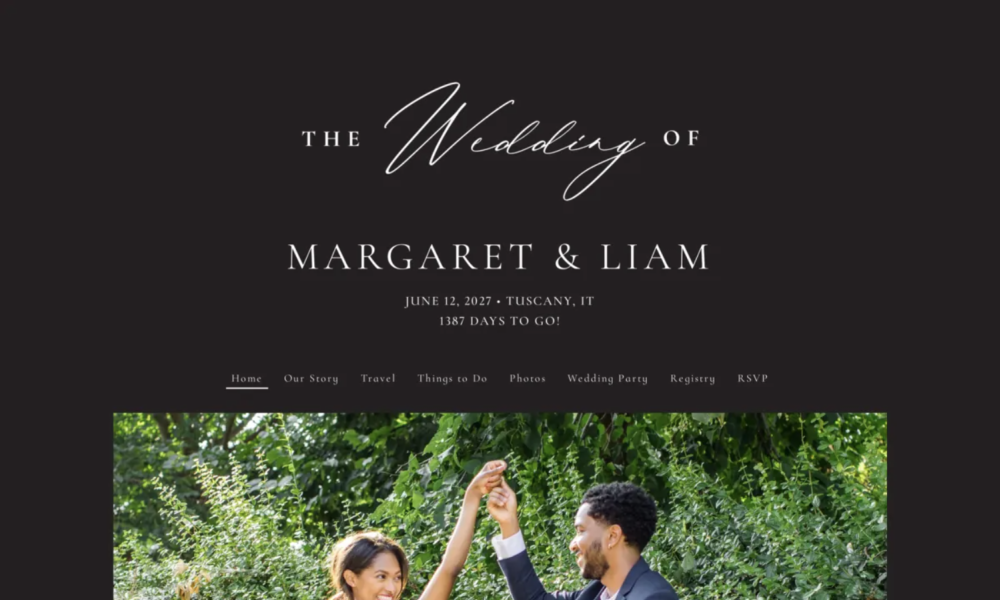 THE Wedding OF
MARGARET & LIAM
JUNE 12, 2027 • TUSCANY, IT
1387 DAYS TO GO!
Home Our Story Travel Things to Do Photos Wedding Party Registry RSVP